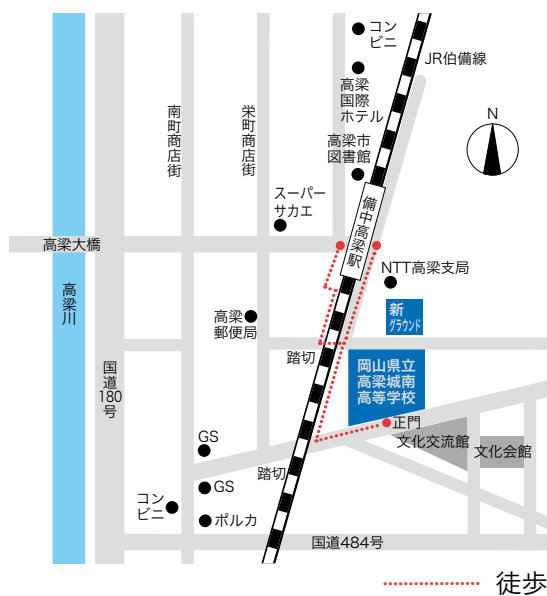 コン
ビニ
JR伯備線
高梁
国際
ホテル
N
南町商店街
栄町商店街
高梁市
図書館
スーパー
サカエ
備中高梁駅
高梁大橋
NTT高梁支局
高梁川
新
グラウンド
高梁
郵便局
踏切
岡山県立
高梁城南
高等学校
国道
180
号
正門
文化交流館
文化会館
GS
踏切
GS
コン
ビニ
ポルカ
国道484号
徒歩